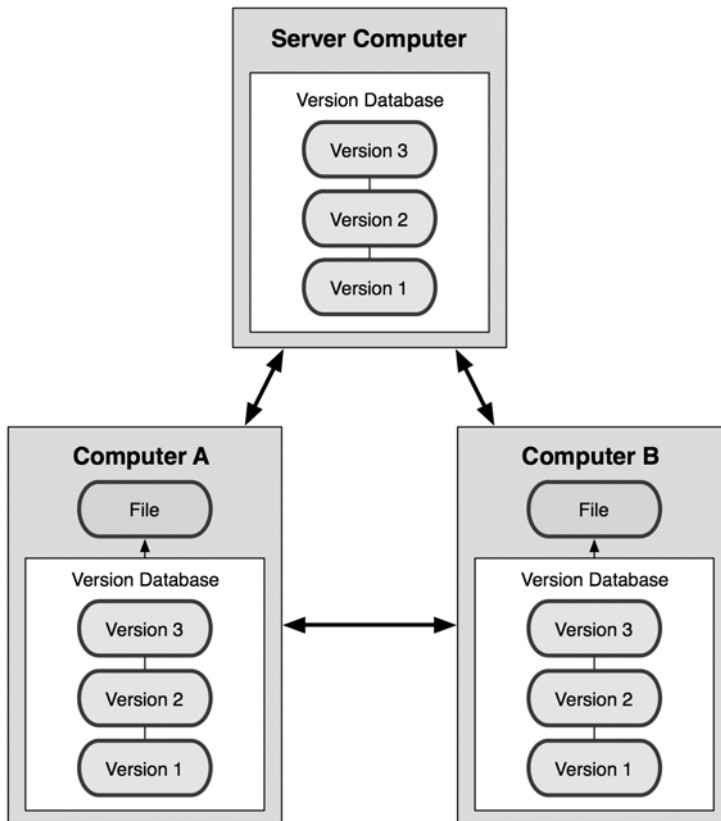 Server Computer
Version Database
Version 3
Version 2
Version 1
Computer A
File
Version Database
Version 3
Version 2
Version 1
Computer B
File
Version Database
Version 3
Version 2
Version 1